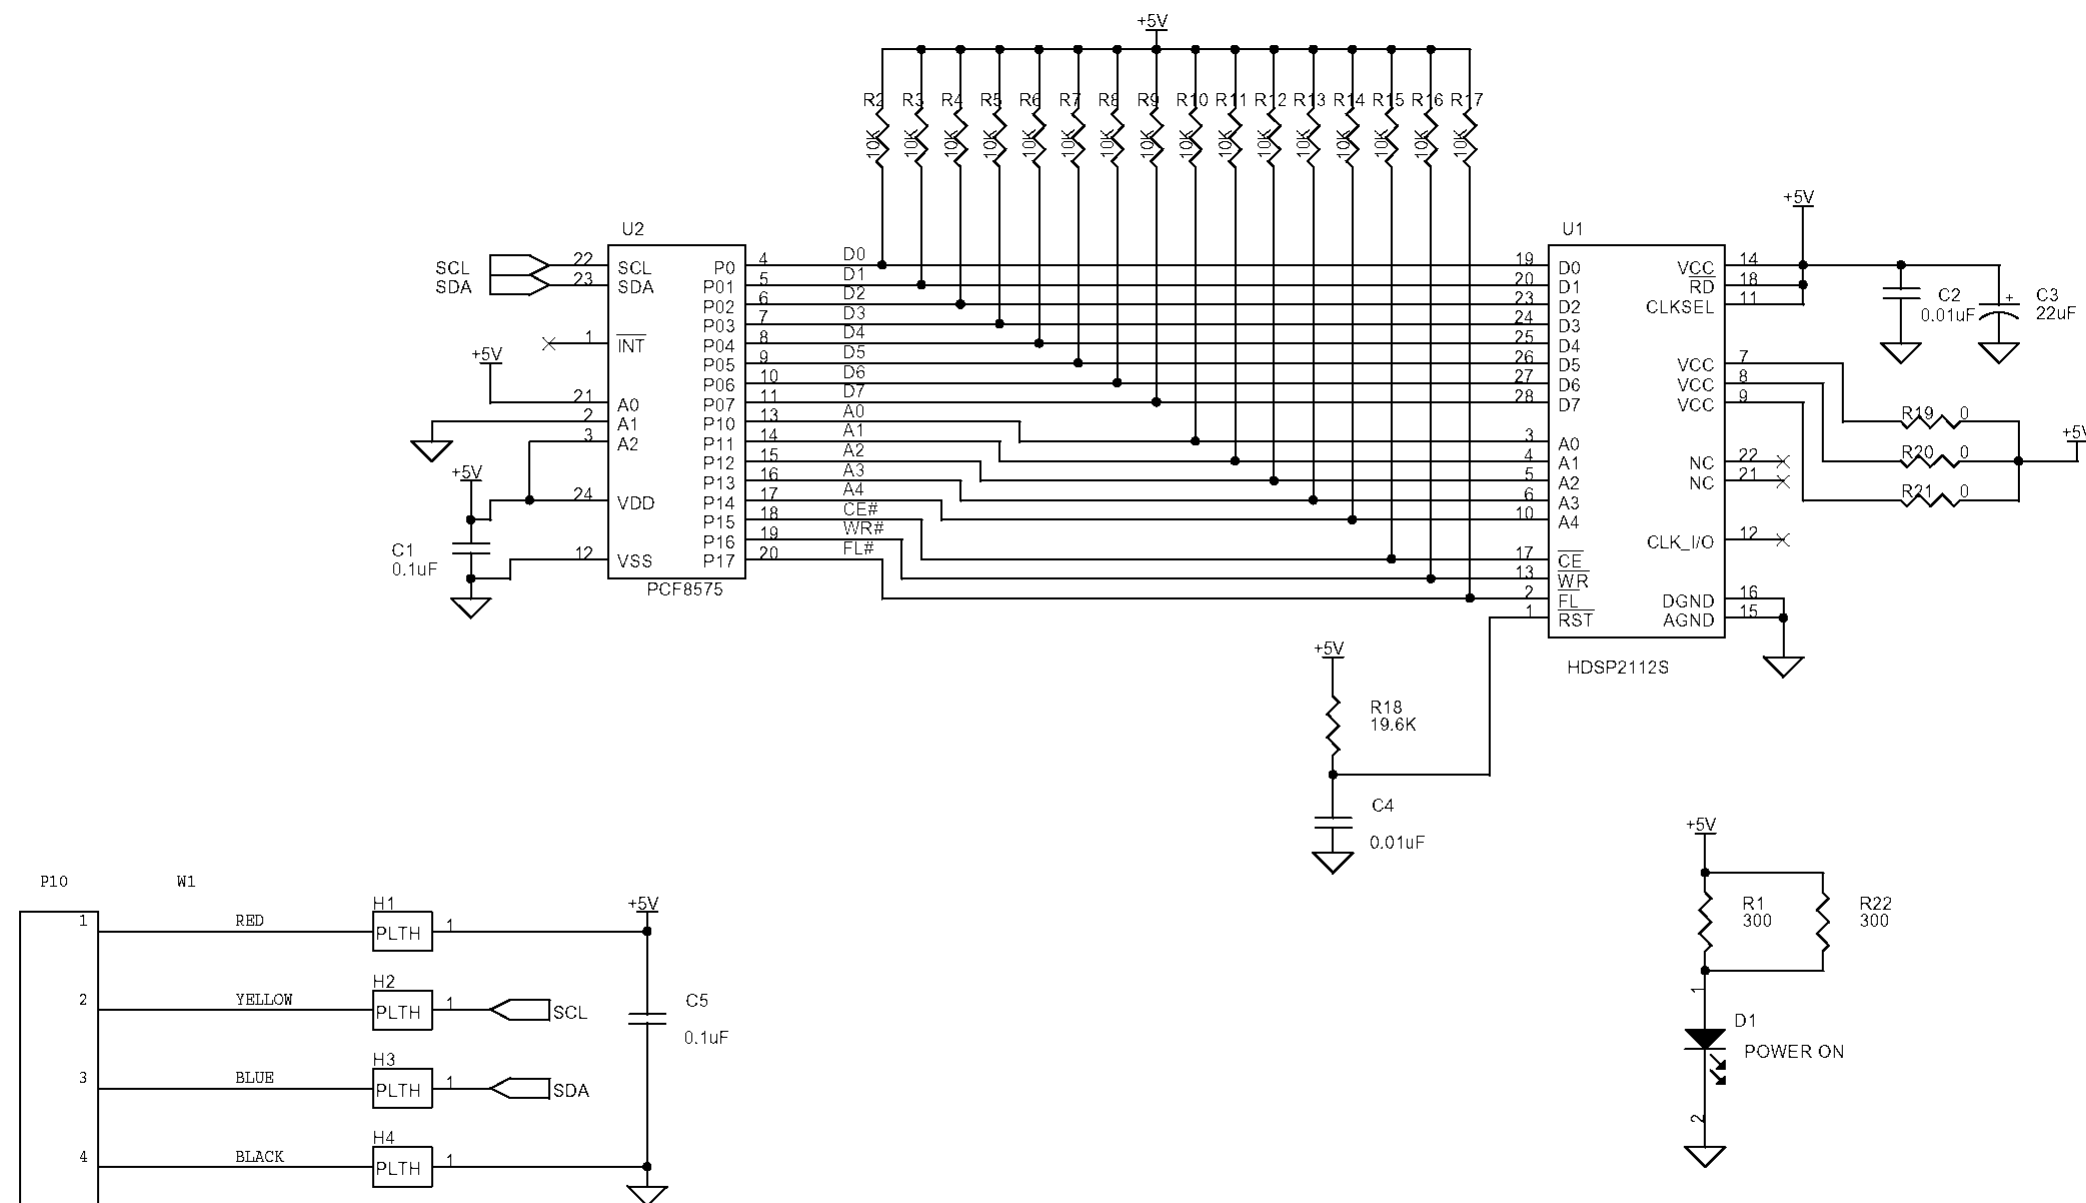 +5V
R2 R3 R4 R5 R6 R7 R8 R9 R10 R11 R12 R13 R14 R15 R16 R17
10K 10K 10K 10K 10K 10K 10K 10K 10K 10K 10K 10K 10K 10K 10K 10K
U2
SCL 22 SCL P0 4 D0
SDA 23 SDA P01 5 D1
P02 6 D2
P03 7 D3
1 INT P04 8 D4
+5V
P05 9 D5
P06 10 D6
21 A0 P07 11 D7
2 A1 P10 13 A0
3 A2 P11 14 A1
P12 15 A2
+5V
P13 16 A3
24 VDD P14 17 A4
P15 18 CE#
P16 19 WR#
12 VSS P17 20 FL#
C1
0.1uF
PCF8575
U1
+5V
19 D0 VCC 14
20 D1 RD 18
23 D2 CLKSEL 11
24 D3
25 D4
26 D5 VCC 7
27 D6 VCC 8
28 D7 VCC 9
3 A0
4 A1 NC 22
5 A2 NC 21
6 A3
10 A4 CLK_I/O 12
17 CE
13 WR
2 FL DGND 16
1 RST AGND 15
HDSP2112S
C2
0.01uF
+ C3
22uF
R19 0
R20 0
R21 0
+5V
+5V
R18
19.6K
C4
0.01uF
+5V
R1
300
R22
300
1
D1
POWER ON
2
P10 W1
1 RED H1 PLTH 1
+5V
2 YELLOW H2 PLTH 1 SCL
C5
0.1uF
3 BLUE H3 PLTH 1 SDA
4 BLACK H4 PLTH 1